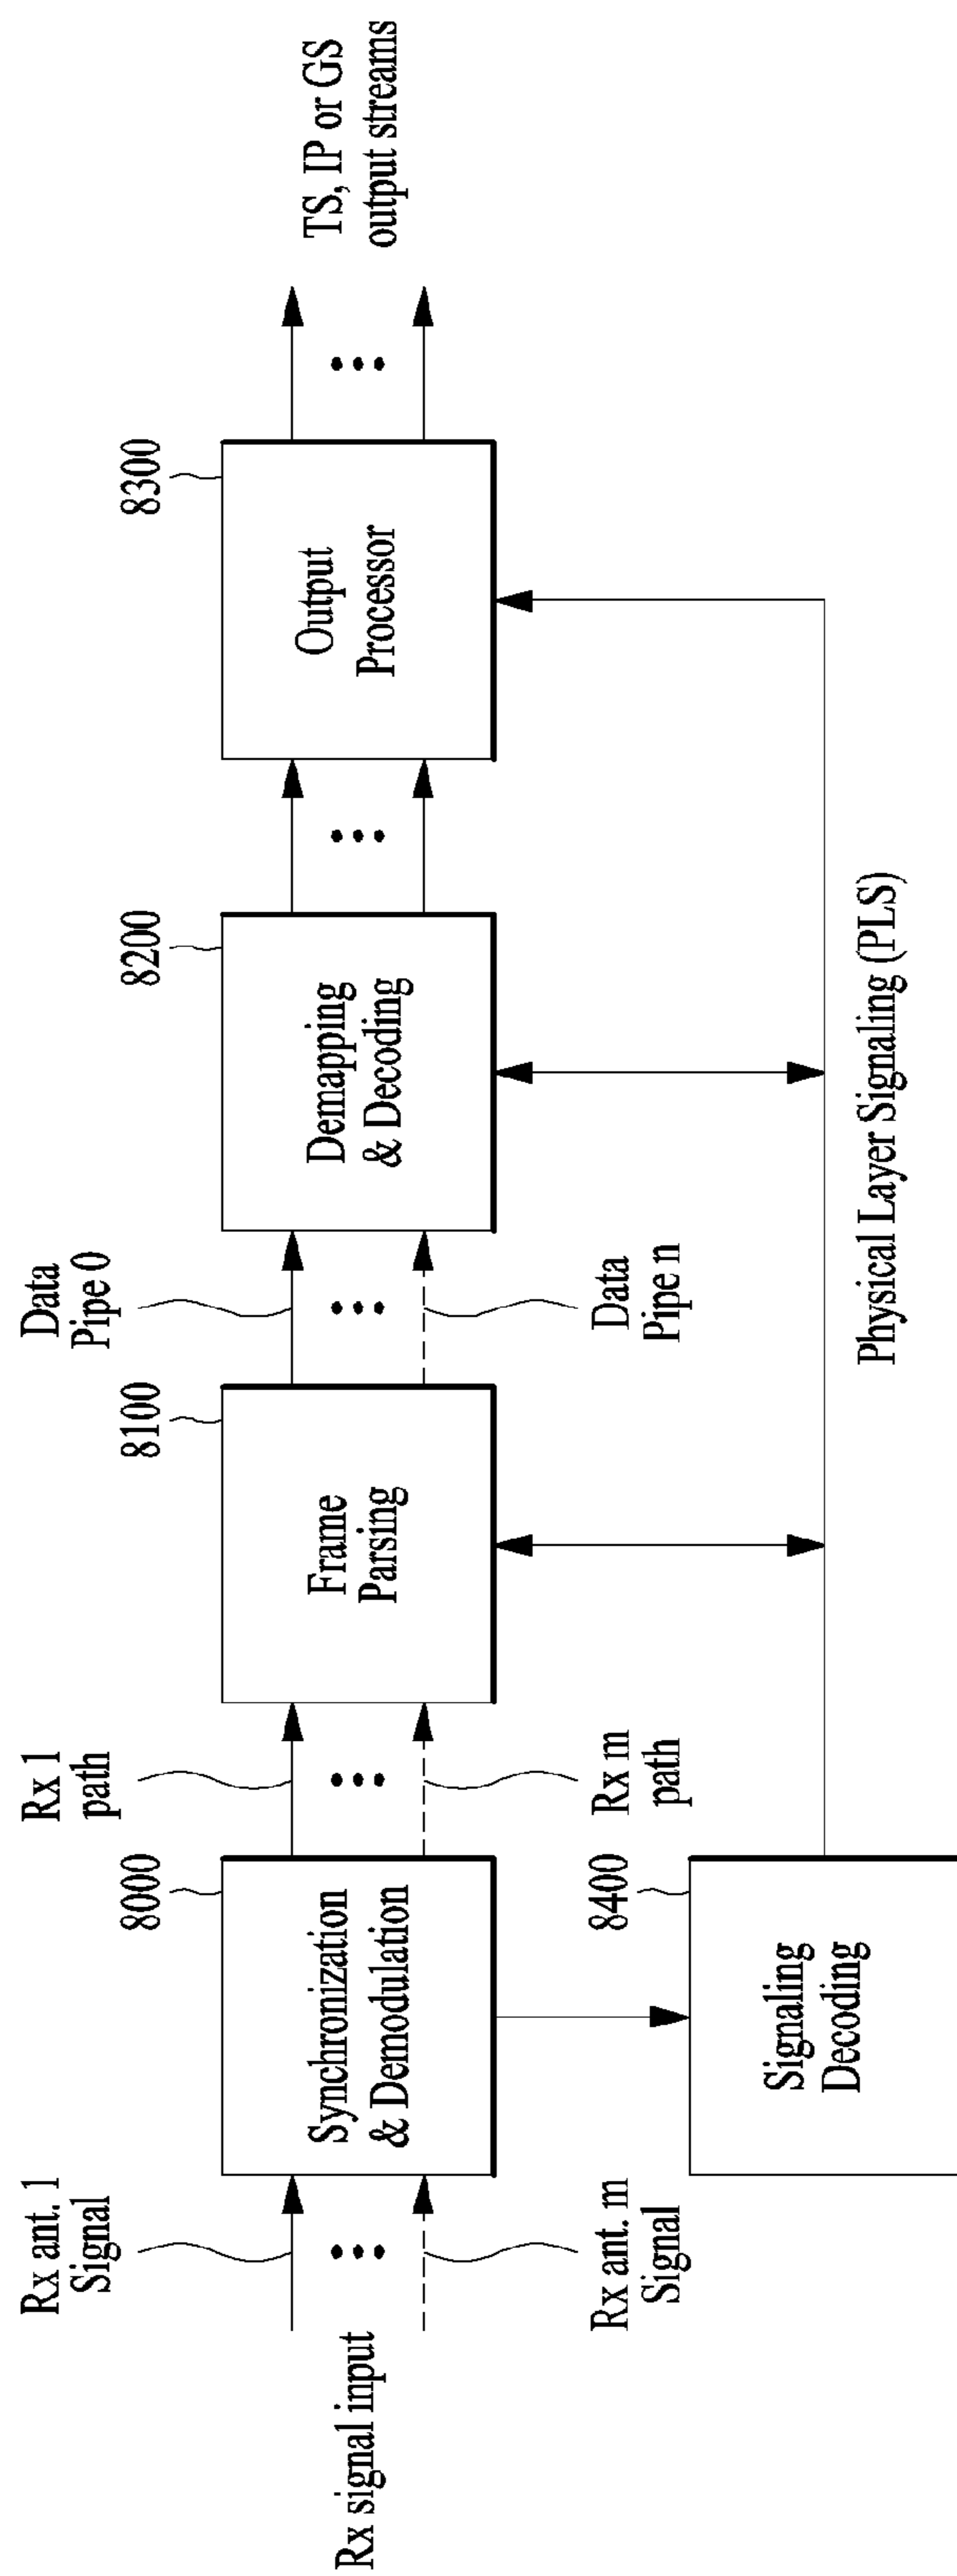 Rx signal input
Rx ant. 1
Signal
Rx ant. m
Signal
8000
Synchronization
& Demodulation
Rx 1
path
Rx m
path
8400
Signaling
Decoding
8100
Frame
Parsing
Data
Pipe 0
Data
Pipe n
8200
Demapping
& Decoding
8300
Output
Processor
TS, IP or GS
output streams
Physical Layer Signaling (PLS)